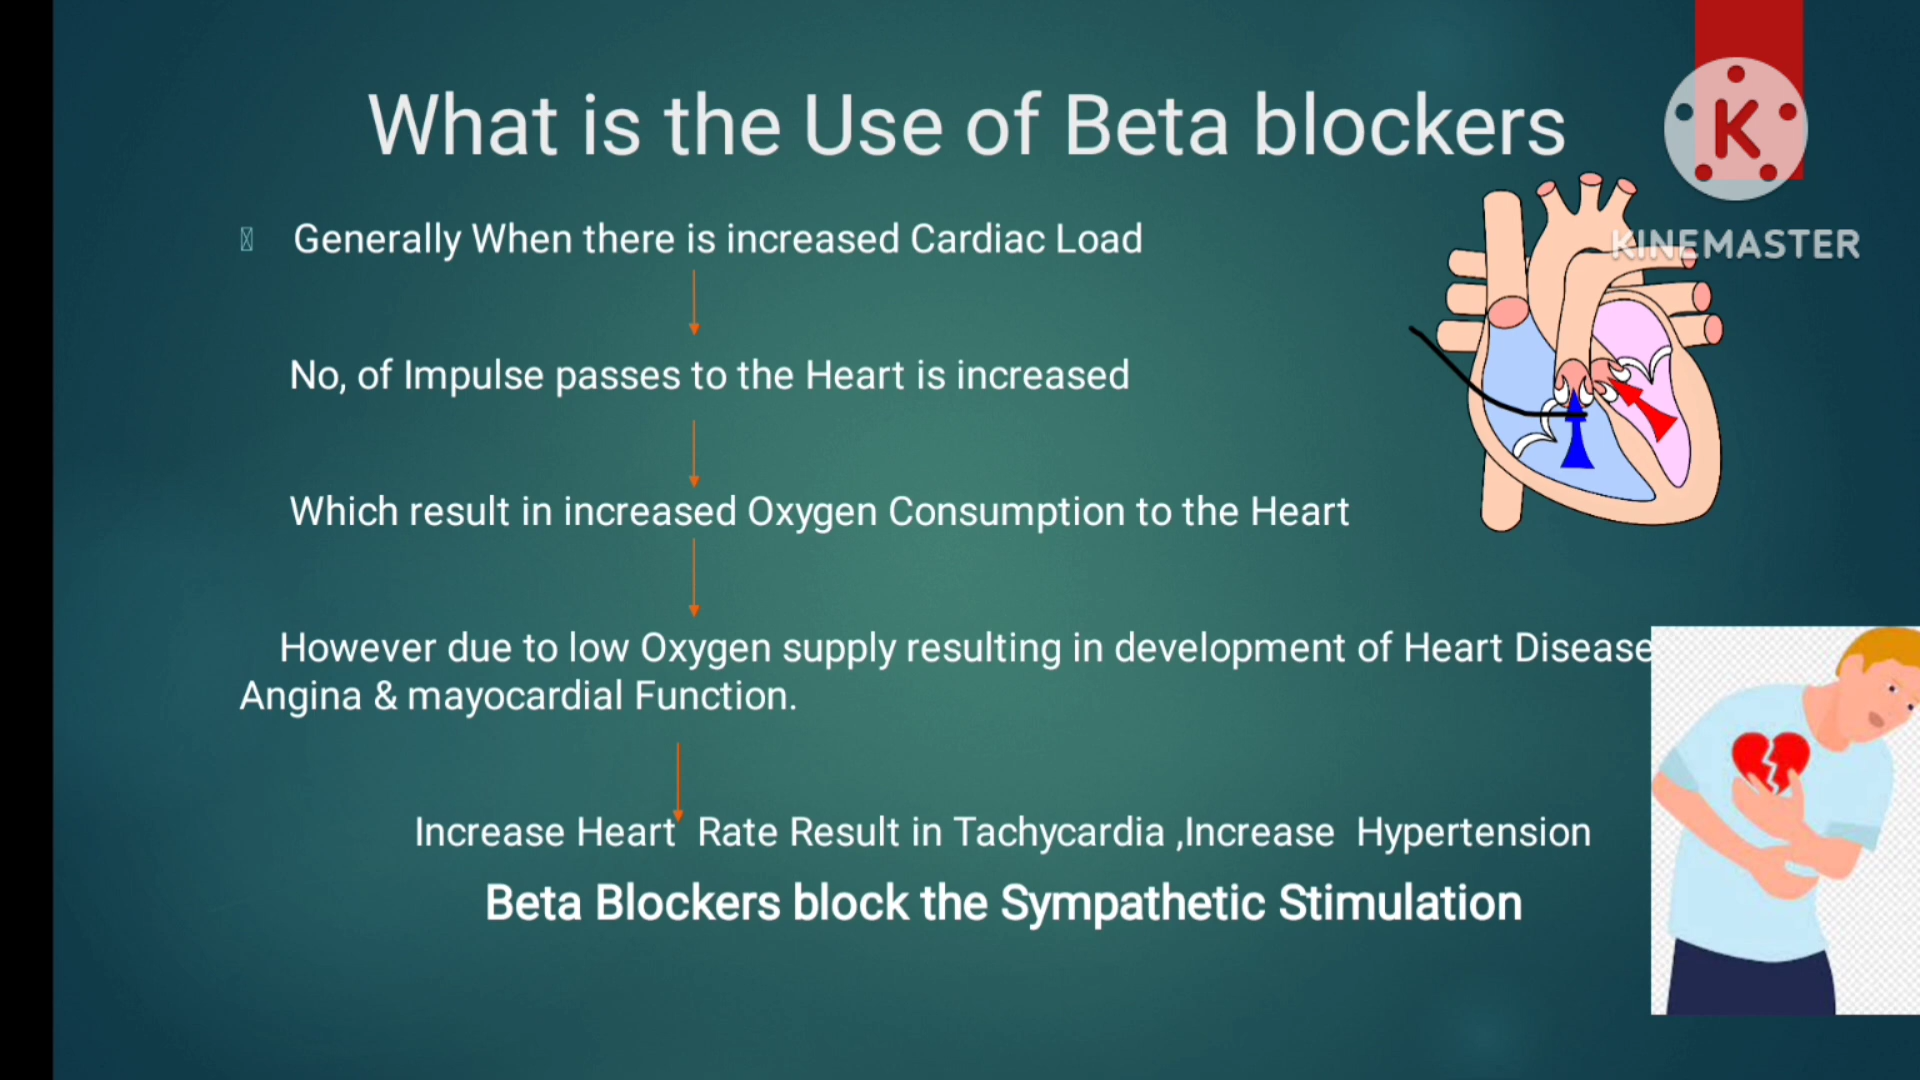 What is the Use of Beta blockers
K
KINEMASTER
Generally When there is increased Cardiac Load
No, of Impulse passes to the Heart is increased
Which result in increased Oxygen Consumption to the Heart
However due to low Oxygen supply resulting in development of Heart Disease
Angina & mayocardial Function.
Increase Heart Rate Result in Tachycardia ,Increase Hypertension
Beta Blockers block the Sympathetic Stimulation